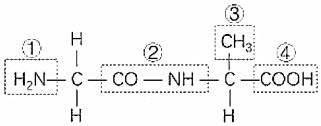 ③
① H ② CH₃ ④
H₂N—C—CO—NH—C—COOH
H H